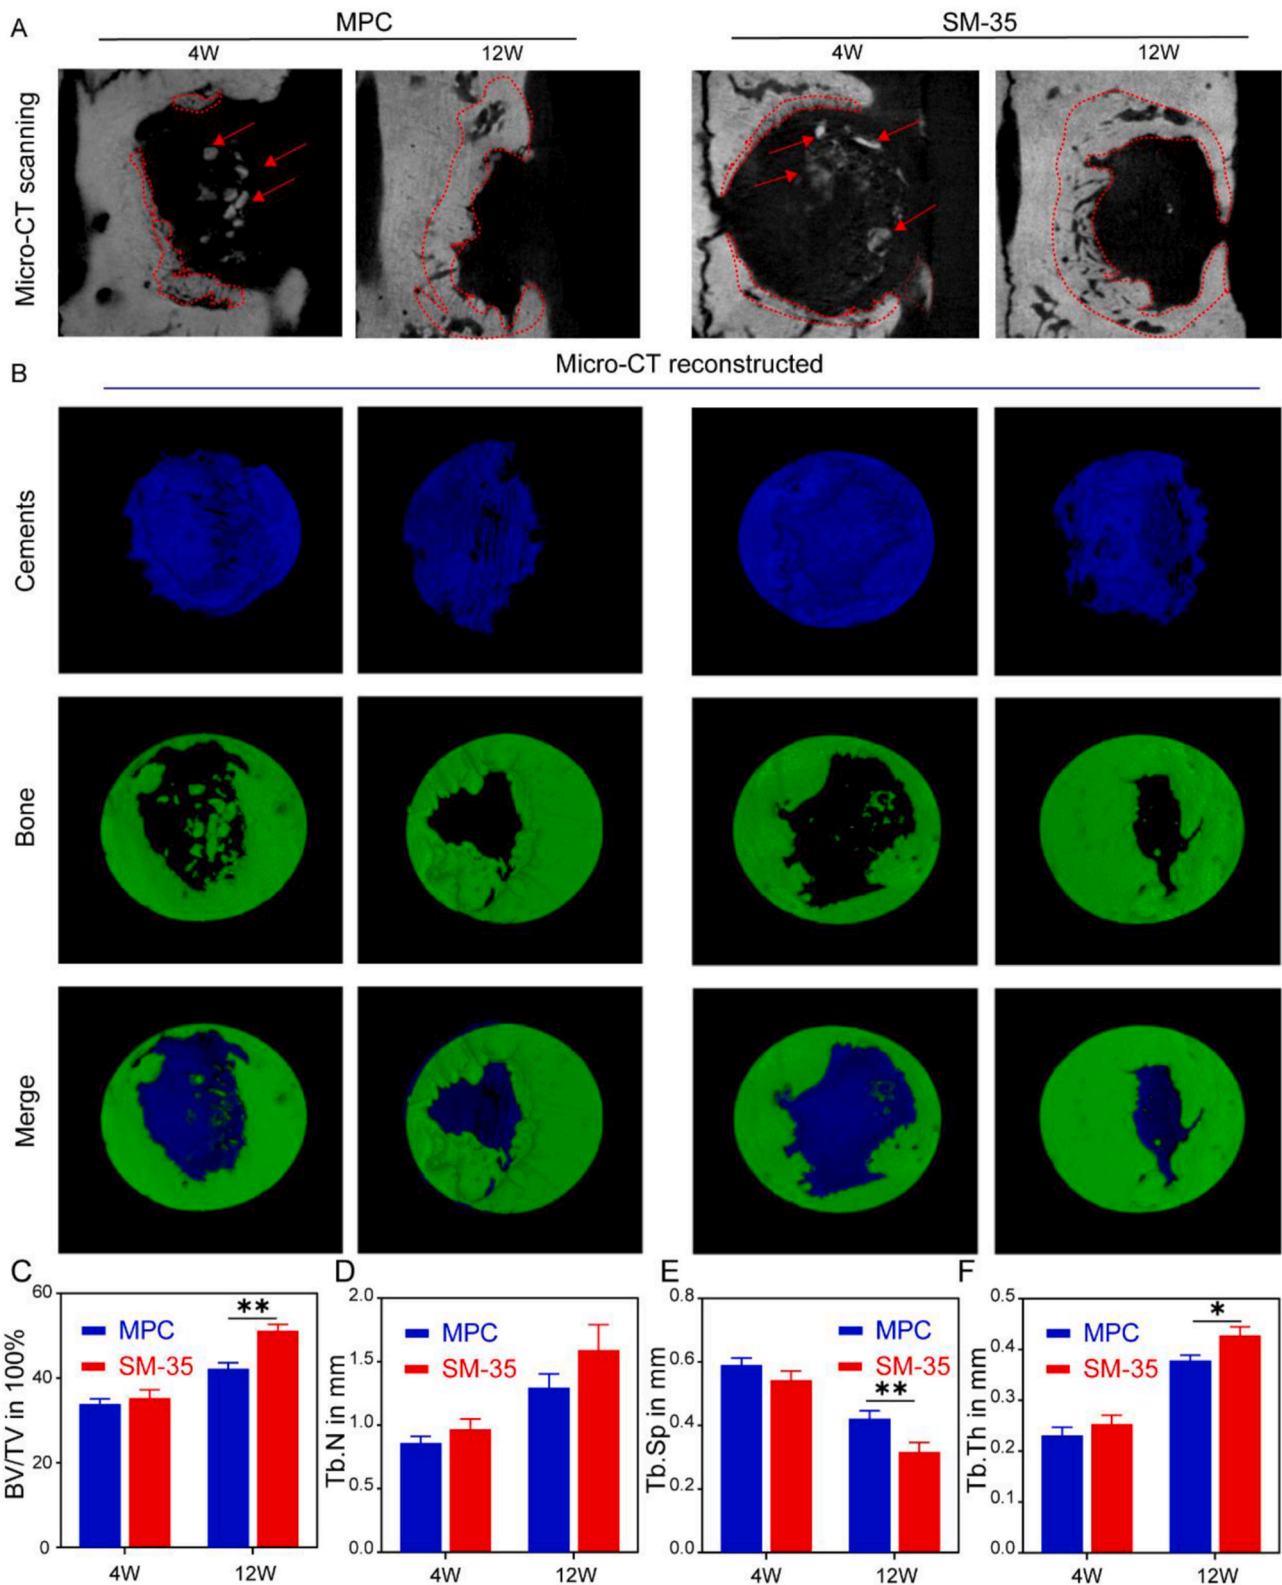 A
MPC
SM-35
4W
12W
4W
12W
Micro-CT scanning
B
Micro-CT reconstructed
Cements
Bone
Merge
C
BV/TV in 100%
60
40
20
0
**
MPC
SM-35
4W
12W
D
Tb.N in mm
2.0
1.5
1.0
0.5
0.0
MPC
SM-35
4W
12W
E
Tb.Sp in mm
0.8
0.6
0.4
0.2
0.0
MPC
SM-35
**
4W
12W
F
Tb.Th in mm
0.5
0.4
0.3
0.2
0.1
0.0
*
MPC
SM-35
4W
12W